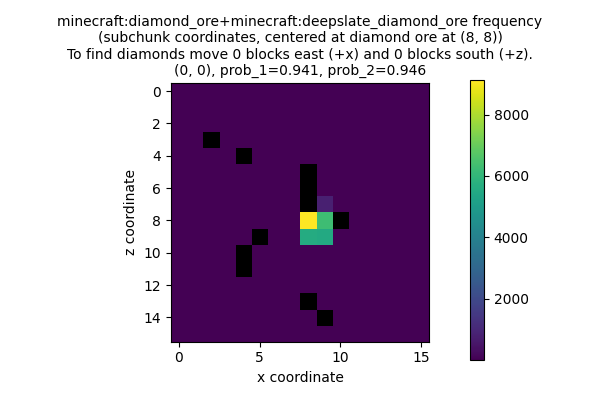 minecraft:diamond_ore+minecraft:deepslate_diamond_ore frequency
(subchunk coordinates, centered at diamond ore at (8, 8))
To find diamonds move 0 blocks east (+x) and 0 blocks south (+z).
(0, 0), prob_1=0.941, prob_2=0.946
0
2
4
6
8
10
12
14
z coordinate
0
5
10
15
x coordinate
8000
6000
4000
2000